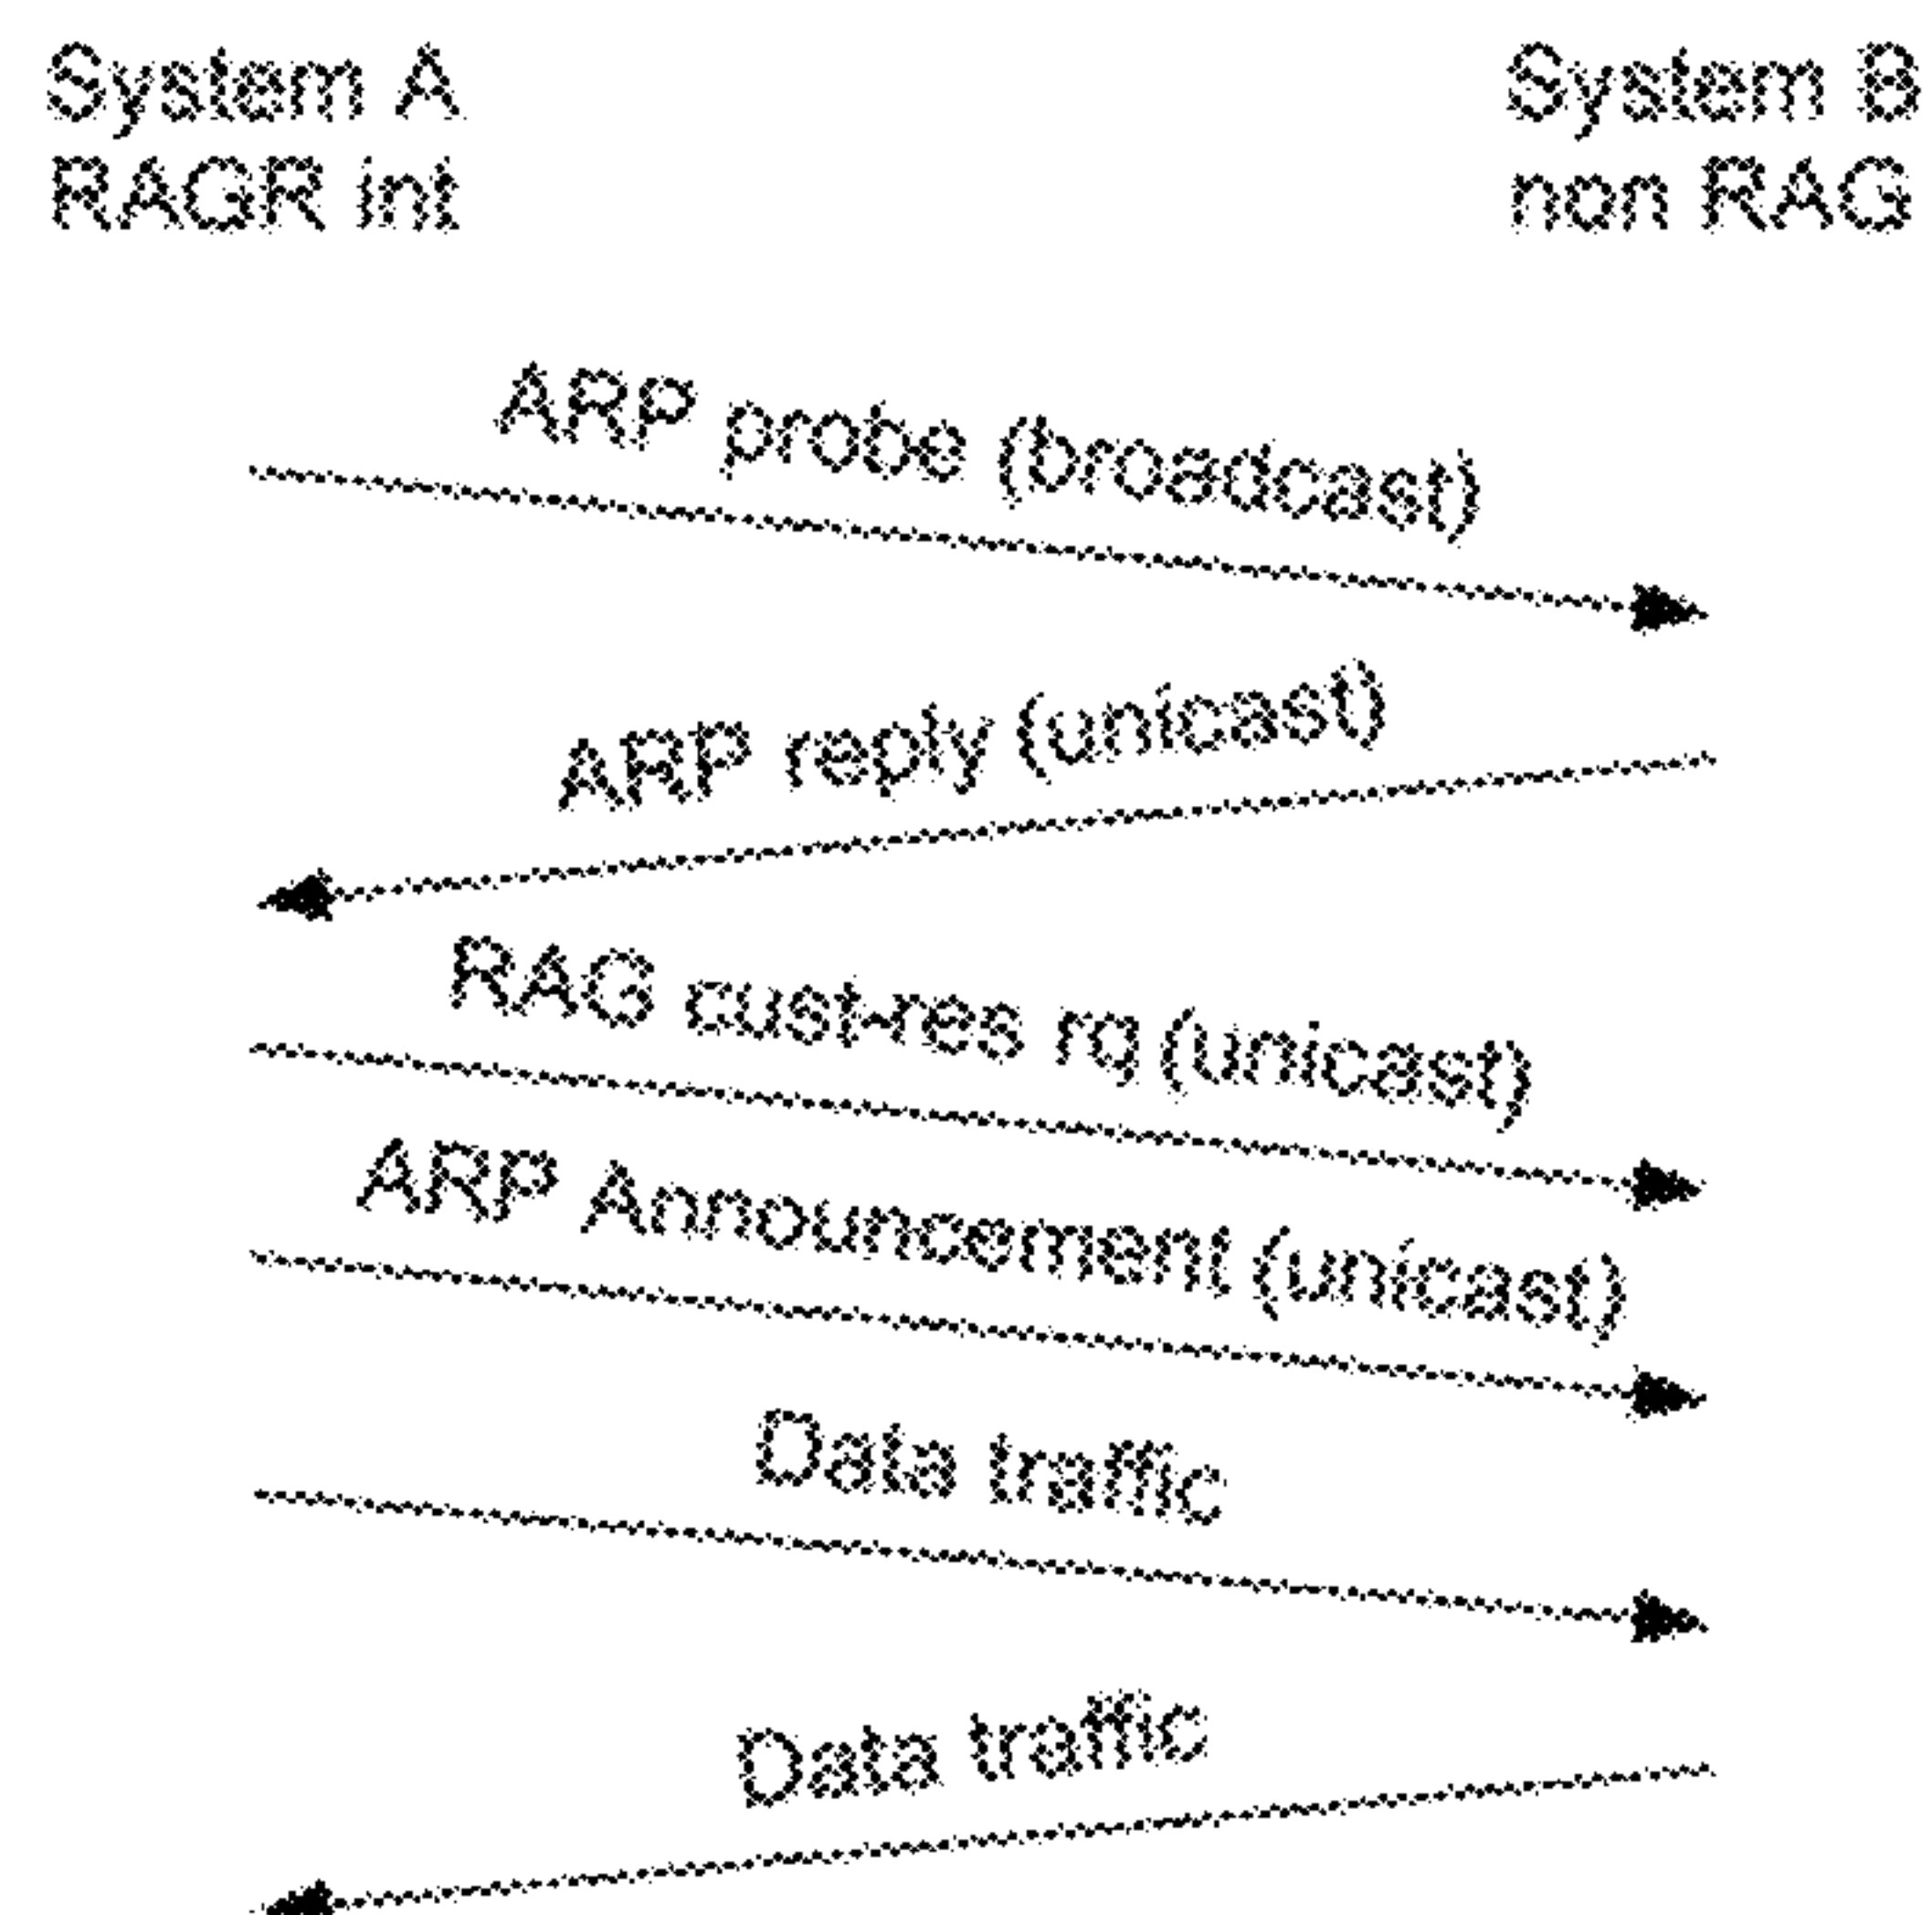 System A
RAGR int
System B
non RAG
ARP probe (broadcast)
ARP reply (unicast)
RAG cust-res rq (unicast)
ARP Announcement (unicast)
Data traffic
Data traffic